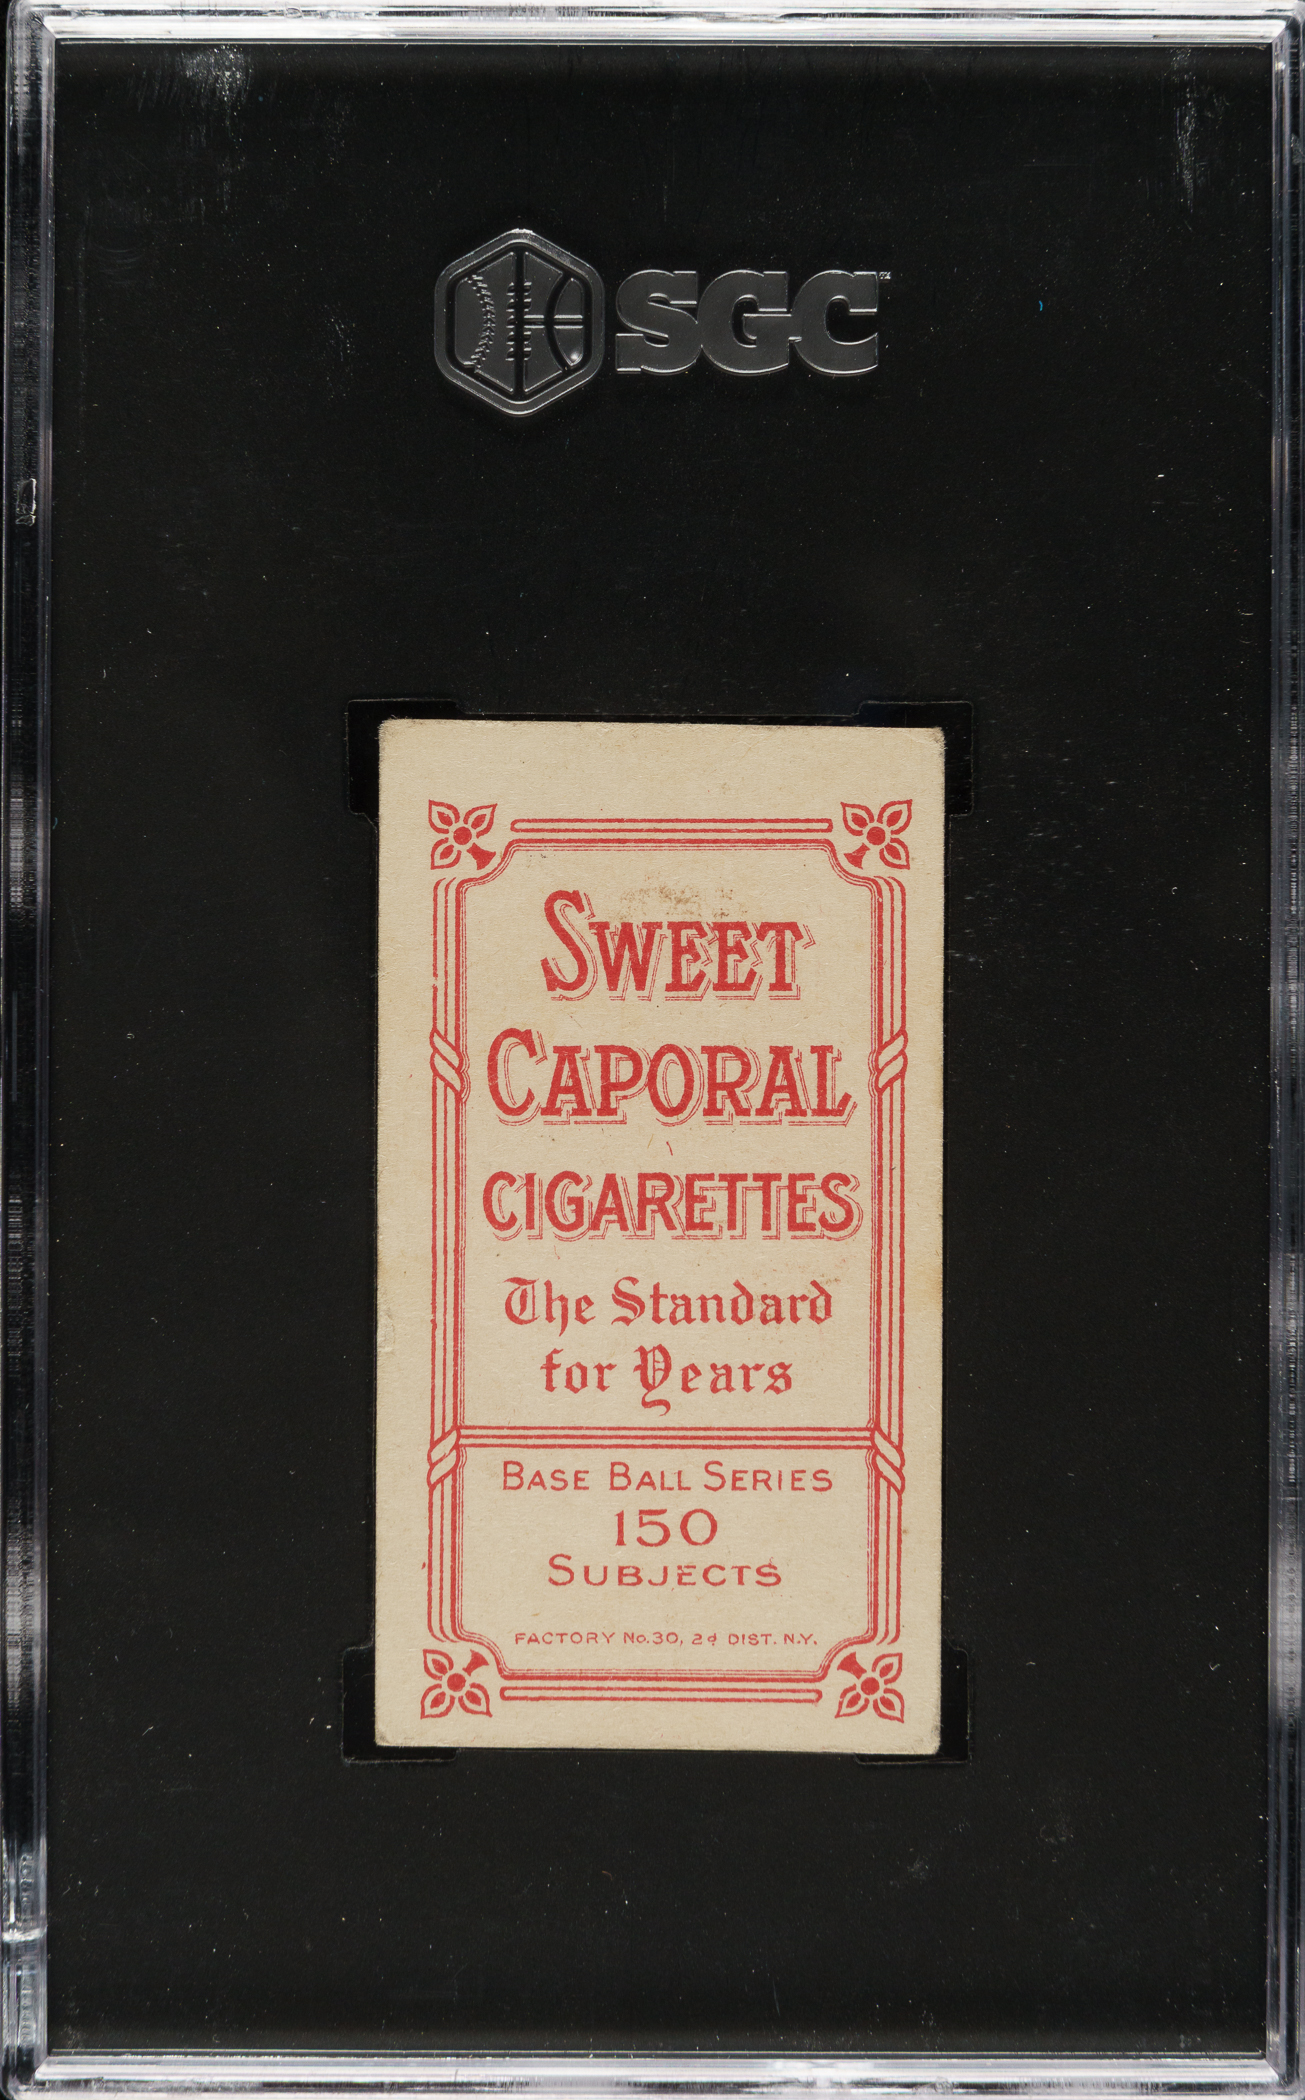 SGC
SWEET
CAPORAL
CIGARETTES
The Standard
for Years
BASE BALL SERIES
150
SUBJECTS
FACTORY No.30, 2d DIST. N.Y.